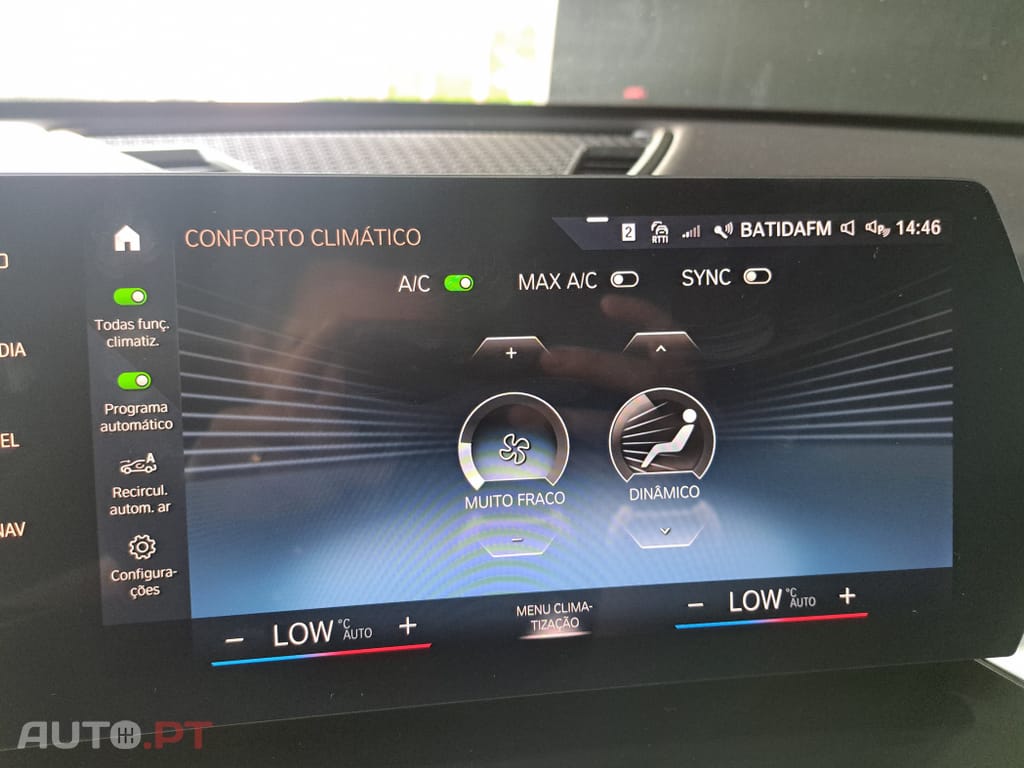 CONFORTO CLIMÁTICO
2 RTTI BATIDAFM 14:46
A/C MAX A/C SYNC
Todas funç.
climatiz.
DIA
Programa
automático
EL
A
Recircul.
autom. ar
NAV
Configura-
ções
+
MUITO FRACO
−
DINÂMICO
− LOW °C AUTO +
MENU CLIMA-
TIZAÇÃO
− LOW °C AUTO +
AUTO.PT